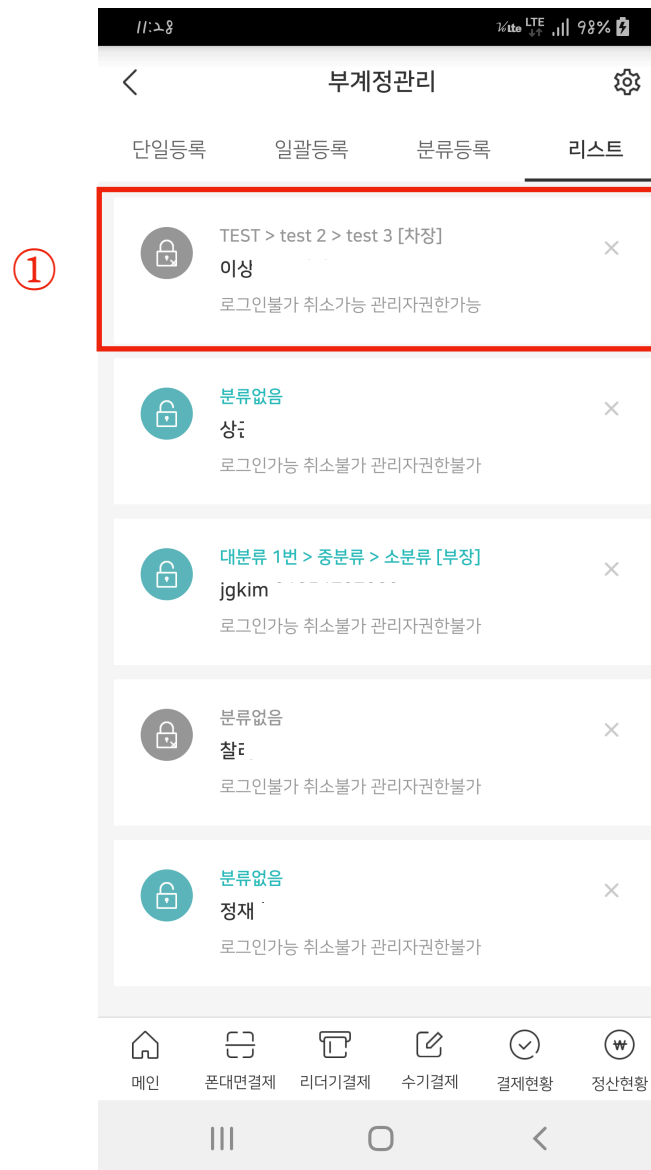 11:28 LTE 98%
부계정관리
단일등록 일괄등록 분류등록 리스트
①
TEST > test 2 > test 3 [차장]
이상
로그인불가 취소가능 관리자권한가능
분류없음
로그인가능 취소불가 관리자권한불가
대분류 1번 > 중분류 > 소분류 [부장]
jgkim
로그인가능 취소불가 관리자권한불가
분류없음
로그인불가 취소불가 관리자권한불가
분류없음
정재
로그인가능 취소불가 관리자권한불가
메인 폰대면결제 리더기결제 수기결제 결제현황 정산현황